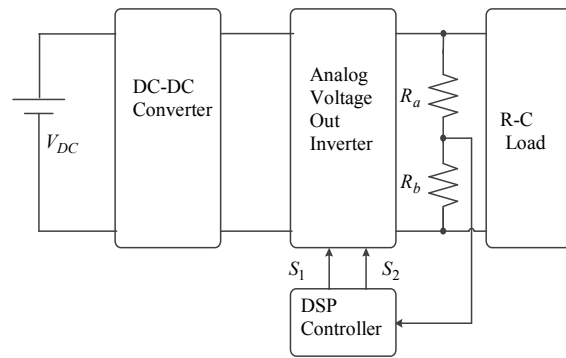 V_DC
DC-DC
Converter
Analog
Voltage
Out
Inverter
R_a
R_b
R-C
Load
S_1
S_2
DSP
Controller